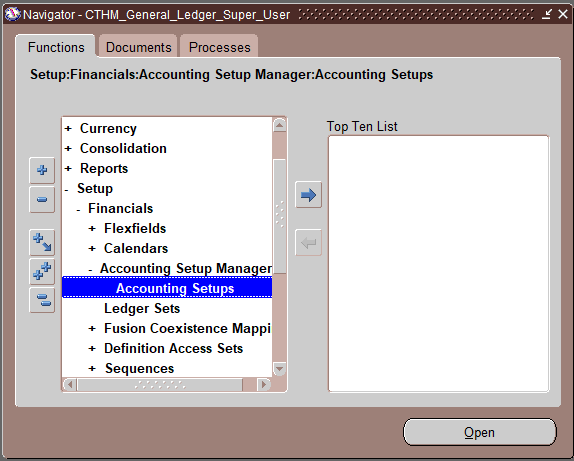 Navigator - CTHM_General_Ledger_Super_User
Functions
Documents
Processes
Setup:Financials:Accounting Setup Manager:Accounting Setups
+ Currency
+ Consolidation
+ Reports
- Setup
- Financials
+ Flexfields
+ Calendars
- Accounting Setup Manager
Accounting Setups
Ledger Sets
+ Fusion Coexistence Mappi
+ Definition Access Sets
+ Sequences
Top Ten List
Open